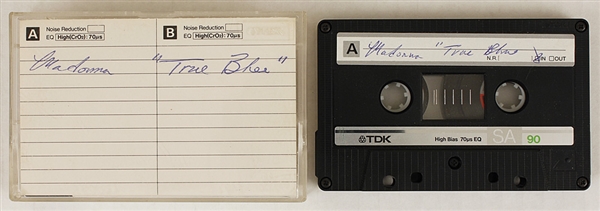 A Noise Reduction
EQ High(CrO₂) 70µs
B Noise Reduction
EQ High(CrO₂) 70µs
Madonna "True Blue"
A Madonna "True Blue
N.R. IN OUT
TDK High Bias 70µs EQ SA 90